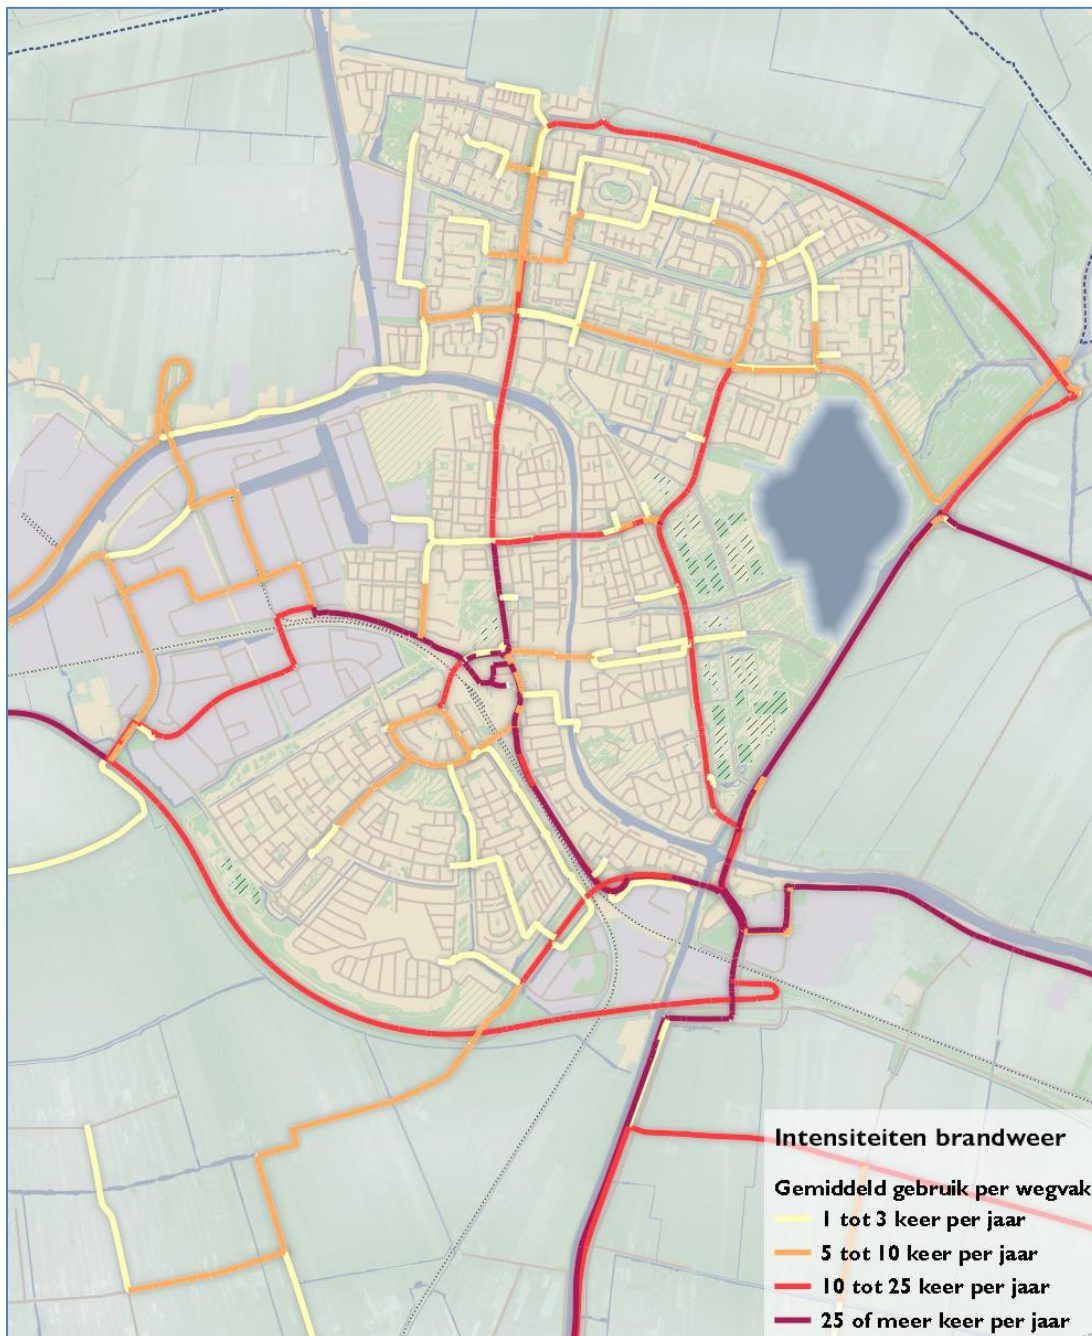 Intensiteiten brandweer
Gemiddeld gebruik per wegvak
1 tot 3 keer per jaar
5 tot 10 keer per jaar
10 tot 25 keer per jaar
25 of meer keer per jaar